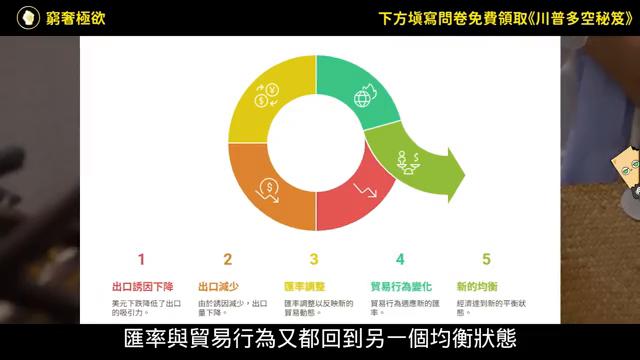 窮奢極欲
下方填寫問卷免費領取《川普多空秘笈》
1
出口誘因下降
美元下跌降低了出口
的吸引力。
2
出口減少
由於誘因減少，出口
量下降。
3
匯率調整
匯率調整以反映新的
貿易動態。
4
貿易行為變化
貿易行為適應新的匯
率。
5
新的均衡
經濟達到新的平衡狀
態。
匯率與貿易行為又都回到另一個均衡狀態